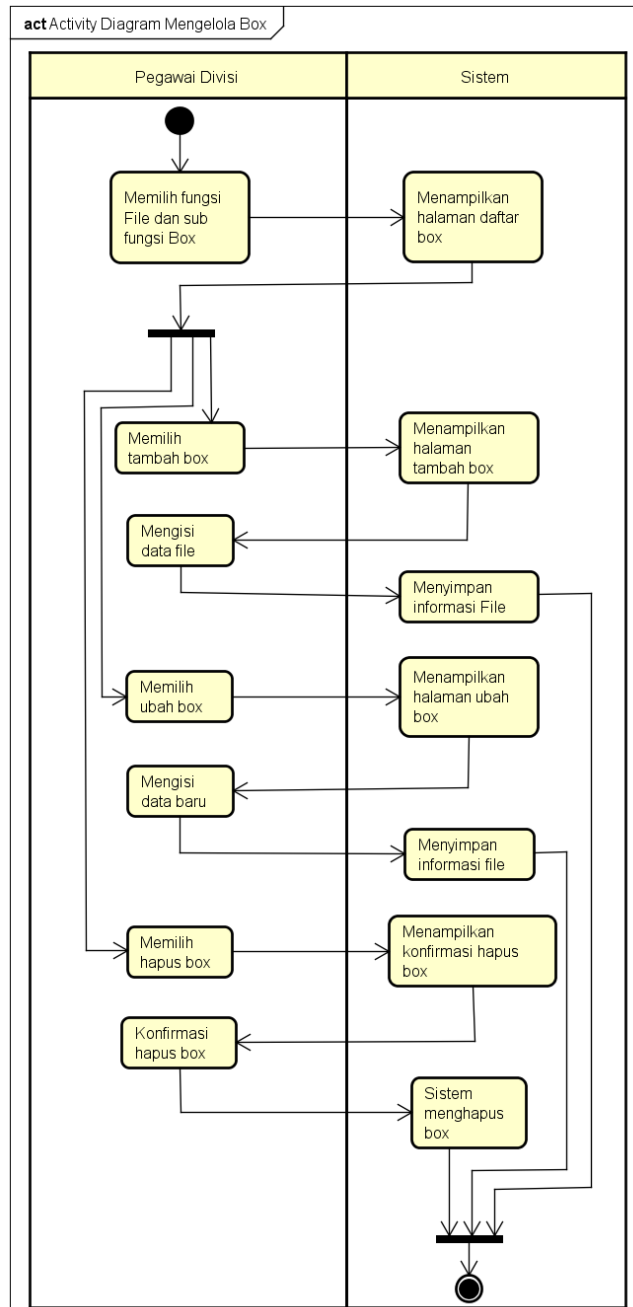 act Activity Diagram Mengelola Box
Pegawai Divisi
Sistem
Memilih fungsi
File dan sub
fungsi Box
Menampilkan
halaman daftar
box
Memilih
tambah box
Menampilkan
halaman
tambah box
Mengisi
data file
Menyimpan
informasi File
Memilih
ubah box
Menampilkan
halaman ubah
box
Mengisi
data baru
Menyimpan
informasi file
Memilih
hapus box
Menampilkan
konfirmasi hapus
box
Konfirmasi
hapus box
Sistem
menghapus
box